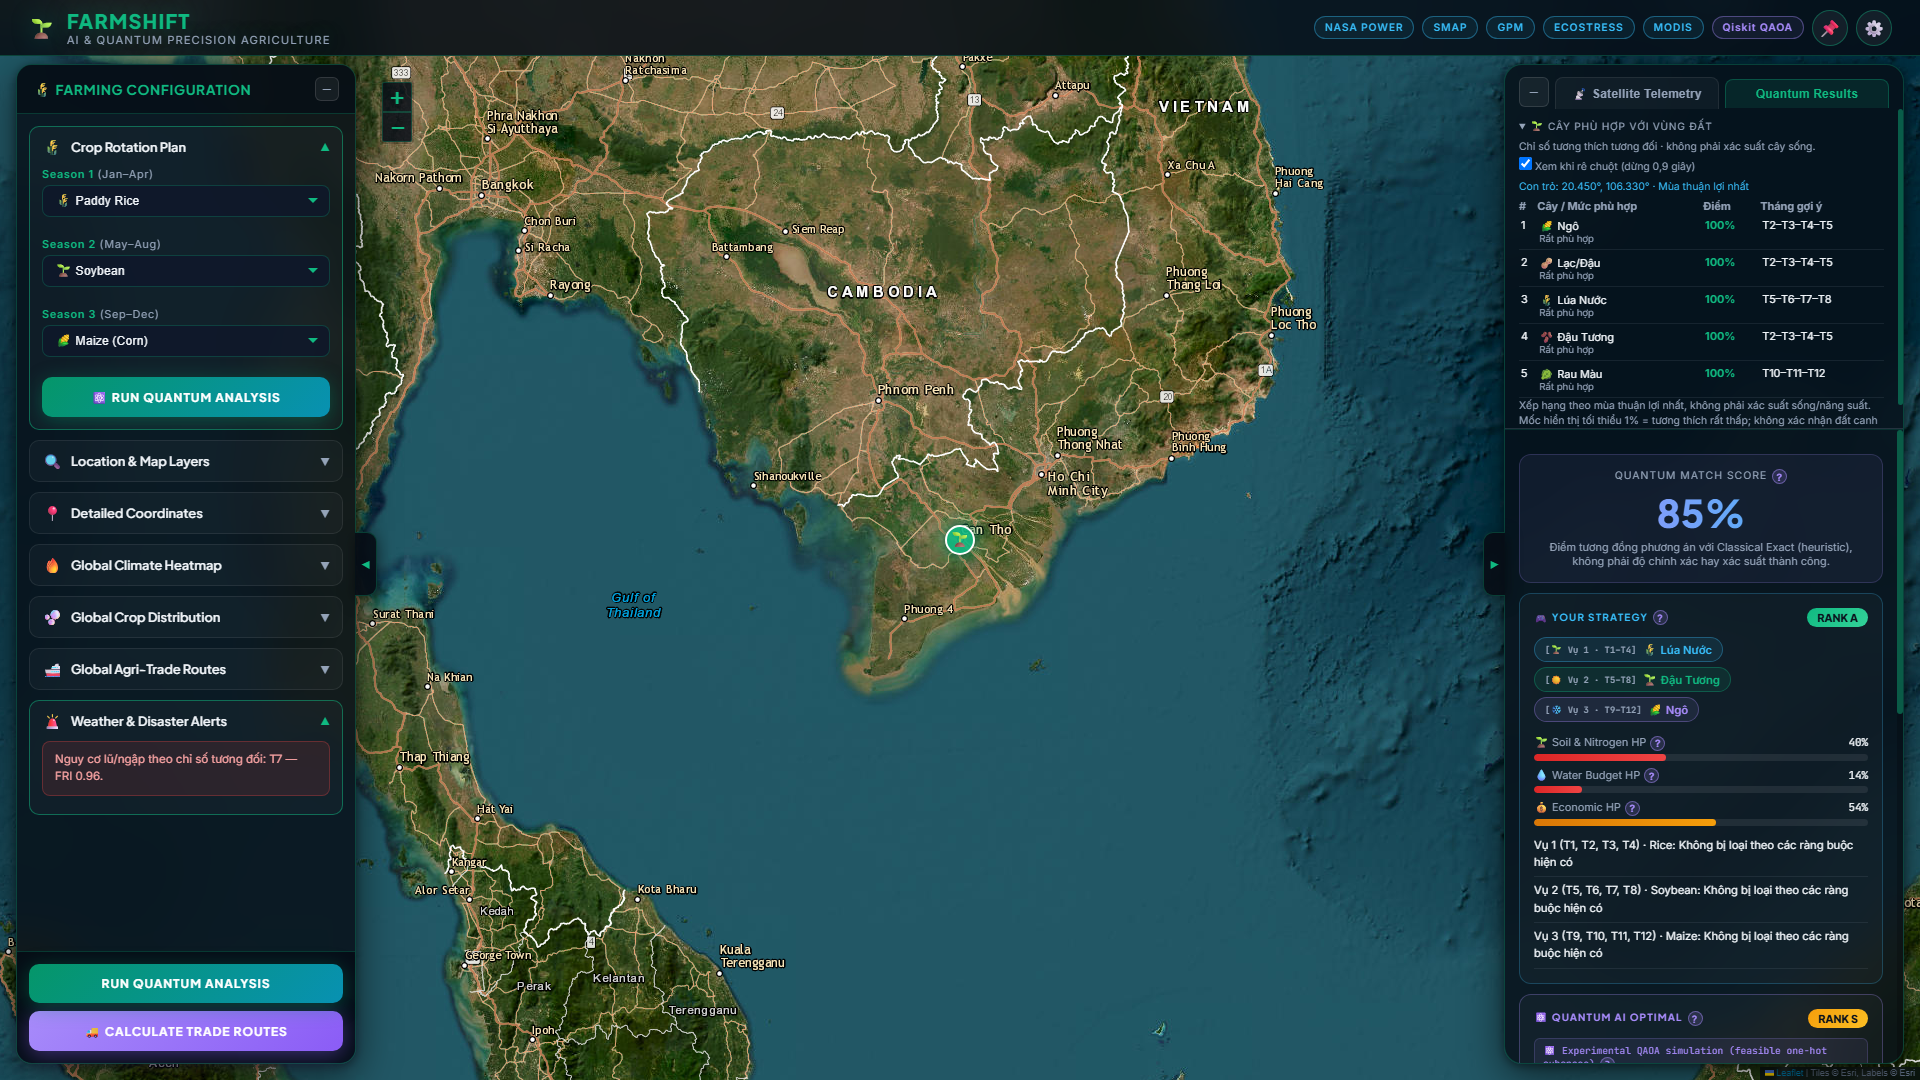 FARMSHIFT
AI & QUANTUM PRECISION AGRICULTURE
NASA POWER
SMAP
GPM
ECOSTRESS
MODIS
Qiskit QAOA
FARMING CONFIGURATION
Crop Rotation Plan
Season 1 (Jan–Apr)
Paddy Rice
Season 2 (May–Aug)
Soybean
Season 3 (Sep–Dec)
Maize (Corn)
RUN QUANTUM ANALYSIS
Location & Map Layers
Detailed Coordinates
Global Climate Heatmap
Global Crop Distribution
Global Agri-Trade Routes
Weather & Disaster Alerts
Nguy cơ lũ/ngập theo chỉ số tương đối: T7 —
FRI 0.96.
RUN QUANTUM ANALYSIS
CALCULATE TRADE ROUTES
333
Nakhon
Ratchasima
Pakxe
13
Attapu
VIETNAM
24
Phra Nakhon
Si Ayutthaya
Nakorn Pathom
Bangkok
Xa Chu A
Phuong
Hai Cang
Chon Buri
Si Racha
Siem Reap
Battambang
Rayong
CAMBODIA
Phuong
Thang Loi
Phuong
Loc Tho
1A
Phnom Penh
20
Phuong
Thong Nhat
Phuong
Binh Hung
Sihanoukville
Ho Chi
Minh City
an Tho
Gulf of
Thailand
Phuong 4
Surat Thani
Na Khian
Thap Thiang
Hat Yai
Kangar
Alor Setar
Kedah
Kota Bharu
4
George Town
Kuala
Terengganu
Perak
Kelantan
Terengganu
Ipoh
Satellite Telemetry
Quantum Results
CÂY PHÙ HỢP VỚI VÙNG ĐẤT
Chỉ số tương thích tương đối · không phải xác suất cây sống.
Xem khi rê chuột (dừng 0,9 giây)
Con trỏ: 20.450°, 106.330° · Mùa thuận lợi nhất
# Cây / Mức phù hợp Điểm Tháng gợi ý
1 Ngô 100% T2–T3–T4–T5
Rất phù hợp
2 Lạc/Đậu 100% T2–T3–T4–T5
Rất phù hợp
3 Lúa Nước 100% T5–T6–T7–T8
Rất phù hợp
4 Đậu Tương 100% T2–T3–T4–T5
Rất phù hợp
5 Rau Màu 100% T10–T11–T12
Rất phù hợp
Xếp hạng theo mùa thuận lợi nhất, không phải xác suất sống/năng suất.
Mốc hiển thị tối thiểu 1% = tương thích rất thấp; không xác nhận đất canh
QUANTUM MATCH SCORE ?
85%
Điểm tương đồng phương án với Classical Exact (heuristic),
không phải độ chính xác hay xác suất thành công.
YOUR STRATEGY ?
RANK A
[ Vụ 1 · T1–T4] Lúa Nước
[ Vụ 2 · T5–T8] Đậu Tương
[ Vụ 3 · T9–T12] Ngô
Soil & Nitrogen HP ? 40%
Water Budget HP ? 14%
Economic HP ? 54%
Vụ 1 (T1, T2, T3, T4) · Rice: Không bị loại theo các ràng buộc
hiện có
Vụ 2 (T5, T6, T7, T8) · Soybean: Không bị loại theo các ràng
buộc hiện có
Vụ 3 (T9, T10, T11, T12) · Maize: Không bị loại theo các ràng
buộc hiện có
QUANTUM AI OPTIMAL ?
RANK S
Experimental QAOA simulation (feasible one-hot
Leaflet | Tiles © Esri, Labels © Esri